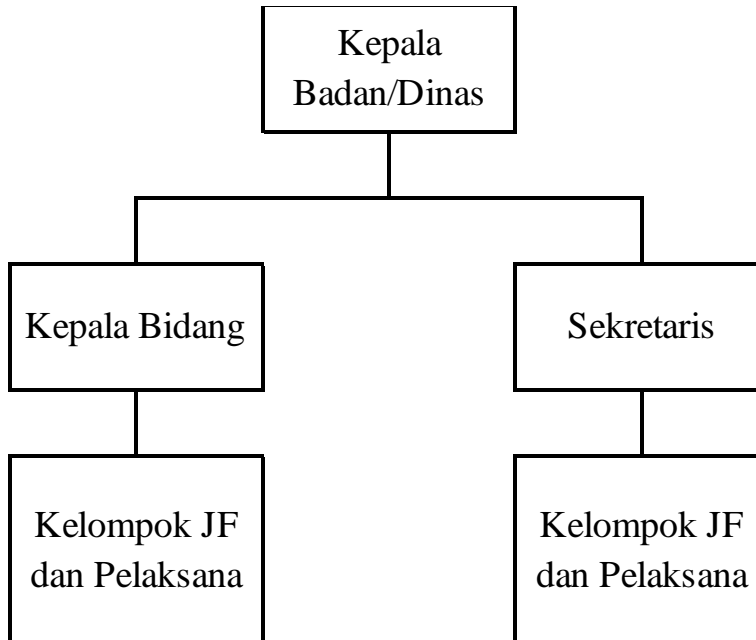 Kepala
Badan/Dinas
Kepala Bidang
Sekretaris
Kelompok JF
dan Pelaksana
Kelompok JF
dan Pelaksana